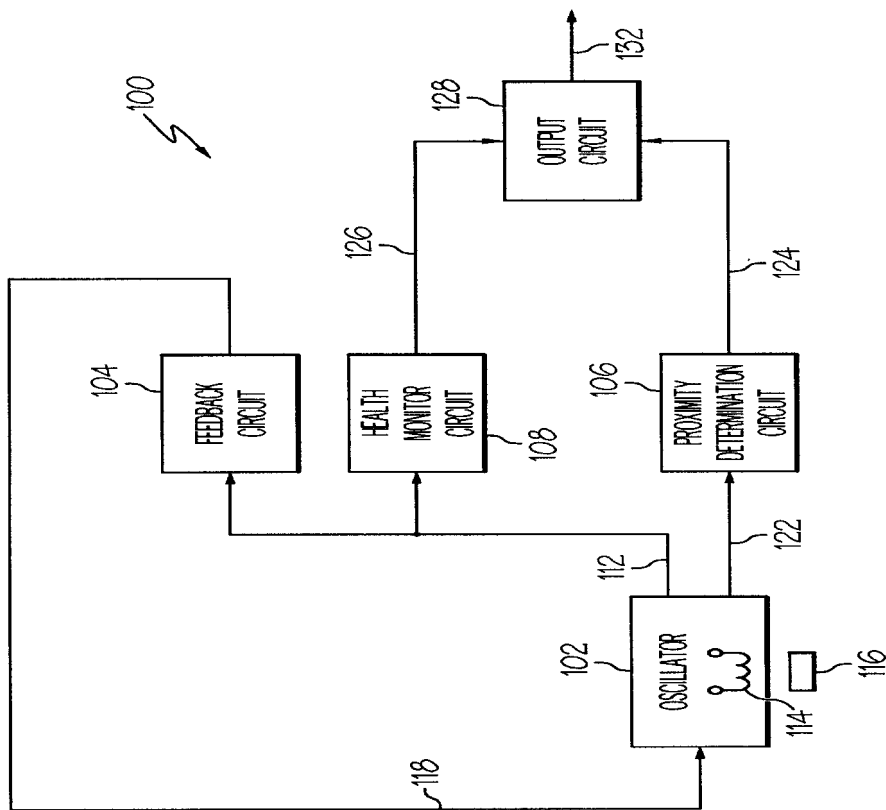 100
118
104
FEEDBACK
CIRCUIT
HEALTH
MONITOR
CIRCUIT
108
126
128
OUTPUT
CIRCUIT
132
112
102
OSCILLATOR
114
116
122
106
PROXIMITY
DETERMINATION
CIRCUIT
124